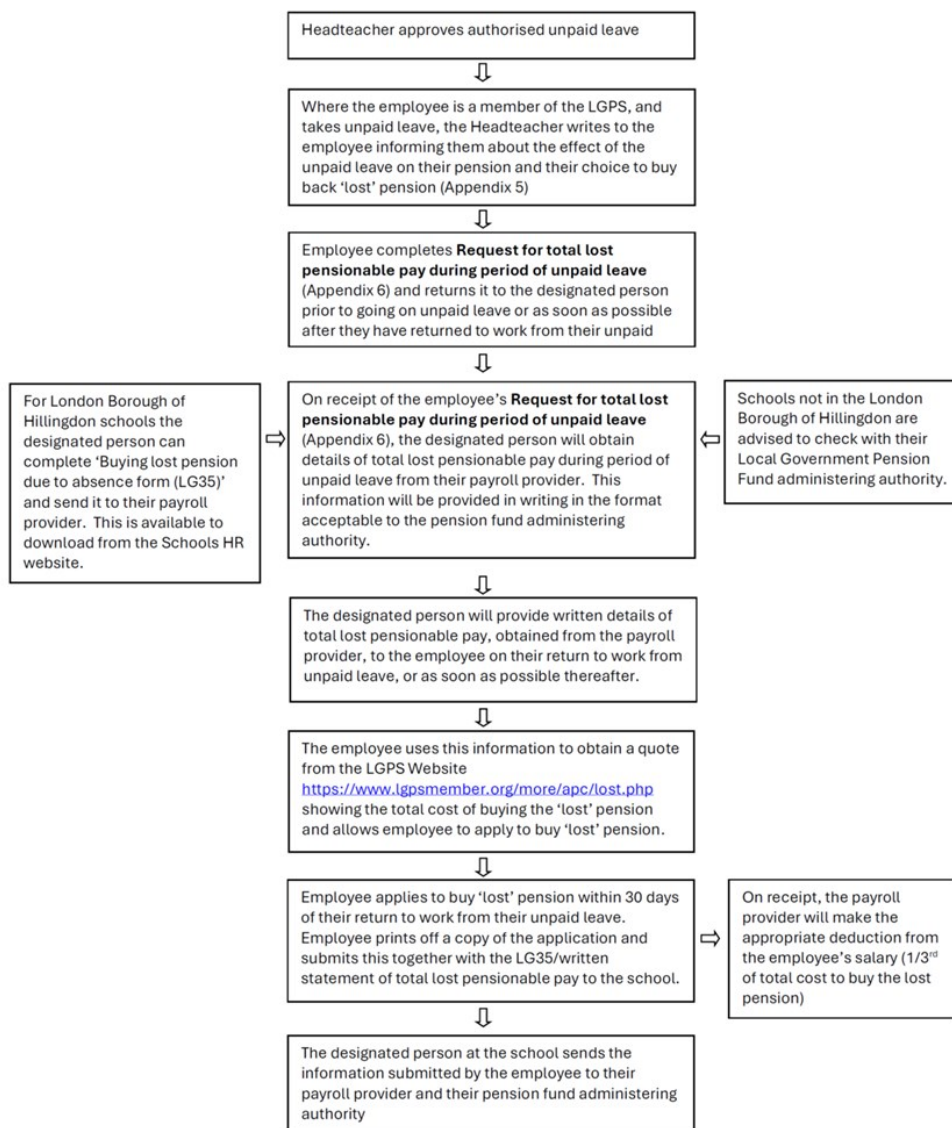 Headteacher approves authorised unpaid leave
Where the employee is a member of the LGPS, and
takes unpaid leave, the Headteacher writes to the
employee informing them about the effect of the
unpaid leave on their pension and their choice to buy
back ‘lost’ pension (Appendix 5)
Employee completes Request for total lost
pensionable pay during period of unpaid leave
(Appendix 6) and returns it to the designated person
prior to going on unpaid leave or as soon as possible
after they have returned to work from their unpaid
For London Borough of
Hillingdon schools the
designated person can
complete ‘Buying lost pension
due to absence form (LG35)’
and send it to their payroll
provider. This is available to
download from the Schools HR
website.
On receipt of the employee’s Request for total lost
pensionable pay during period of unpaid leave
(Appendix 6), the designated person will obtain
details of total lost pensionable pay during period of
unpaid leave from their payroll provider. This
information will be provided in writing in the format
acceptable to the pension fund administering
authority.
Schools not in the London
Borough of Hillingdon are
advised to check with their
Local Government Pension
Fund administering authority.
The designated person will provide written details of
total lost pensionable pay, obtained from the payroll
provider, to the employee on their return to work from
unpaid leave, or as soon as possible thereafter.
The employee uses this information to obtain a quote
from the LGPS Website
https://www.lgpsmember.org/more/apc/lost.php
showing the total cost of buying the ‘lost’ pension
and allows employee to apply to buy ‘lost’ pension.
Employee applies to buy ‘lost’ pension within 30 days
of their return to work from their unpaid leave.
Employee prints off a copy of the application and
submits this together with the LG35/written
statement of total lost pensionable pay to the school.
On receipt, the payroll
provider will make the
appropriate deduction from
the employee’s salary (1/3rd
of total cost to buy the lost
pension)
The designated person at the school sends the
information submitted by the employee to their
payroll provider and their pension fund administering
authority